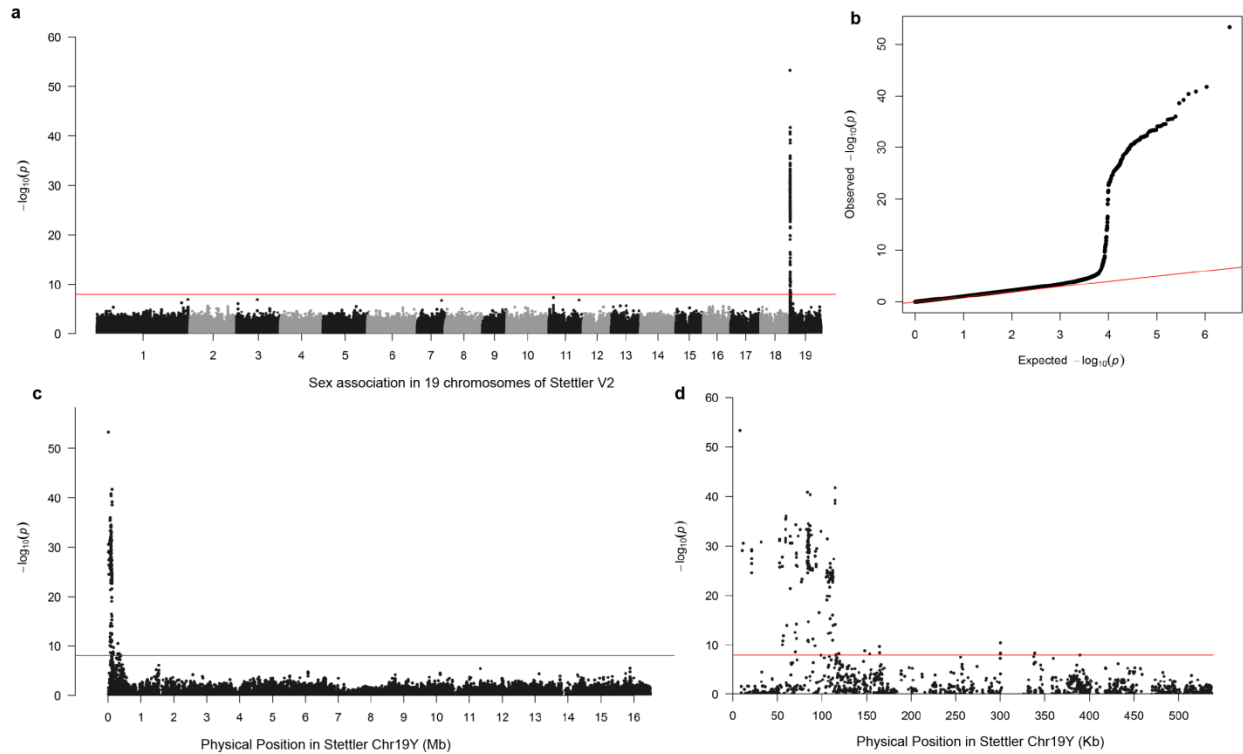 a
60
50
40
30
20
10
0
−log10(p)
1 2 3 4 5 6 7 8 9 10 11 12 13 14 15 16 17 18 19
Sex association in 19 chromosomes of Stettler V2
b
50
40
30
20
10
0
Observed −log10(p)
0 1 2 3 4 5 6
Expected −log10(p)
c
50
40
30
20
10
0
−log10(p)
0 1 2 3 4 5 6 7 8 9 10 11 12 13 14 15 16
Physical Position in Stettler Chr19Y (Mb)
d
60
50
40
30
20
10
0
−log10(p)
0 50 100 150 200 250 300 350 400 450 500
Physical Position in Stettler Chr19Y (Kb)